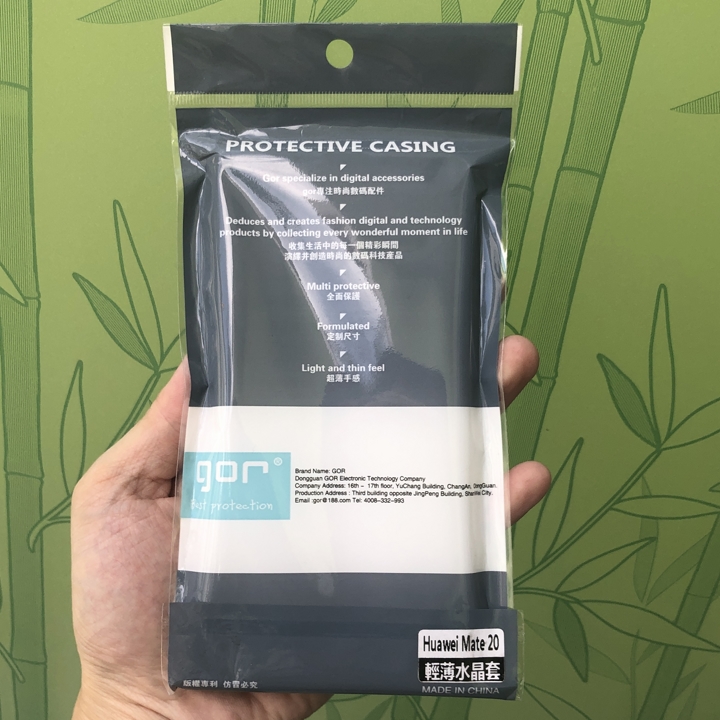 PROTECTIVE CASING
Gor specialize in digital accessories
gor專注時尚數碼配件
Deduces and creates fashion digital and technology
products by collecting every wonderful moment in life
收集生活中的每一個精彩瞬間
演繹并創造時尚的數碼科技產品
Multi protective
全面保護
Formulated
定制尺寸
Light and thin feel
超薄手感
gor®
protection
Brand Name: GOR
Dongguan GOR Electronic Technology Company
Company Address: 16th - 17th floor, YuChang Building, ChangAn, DongGuan.
Production Address : Third building opposite JingPeng Building, City.
Email :gor@188.com Tel: 4008-332-993
Huawei Mate 20
輕薄水晶套
版權專利 仿冒必究
MADE IN CHINA